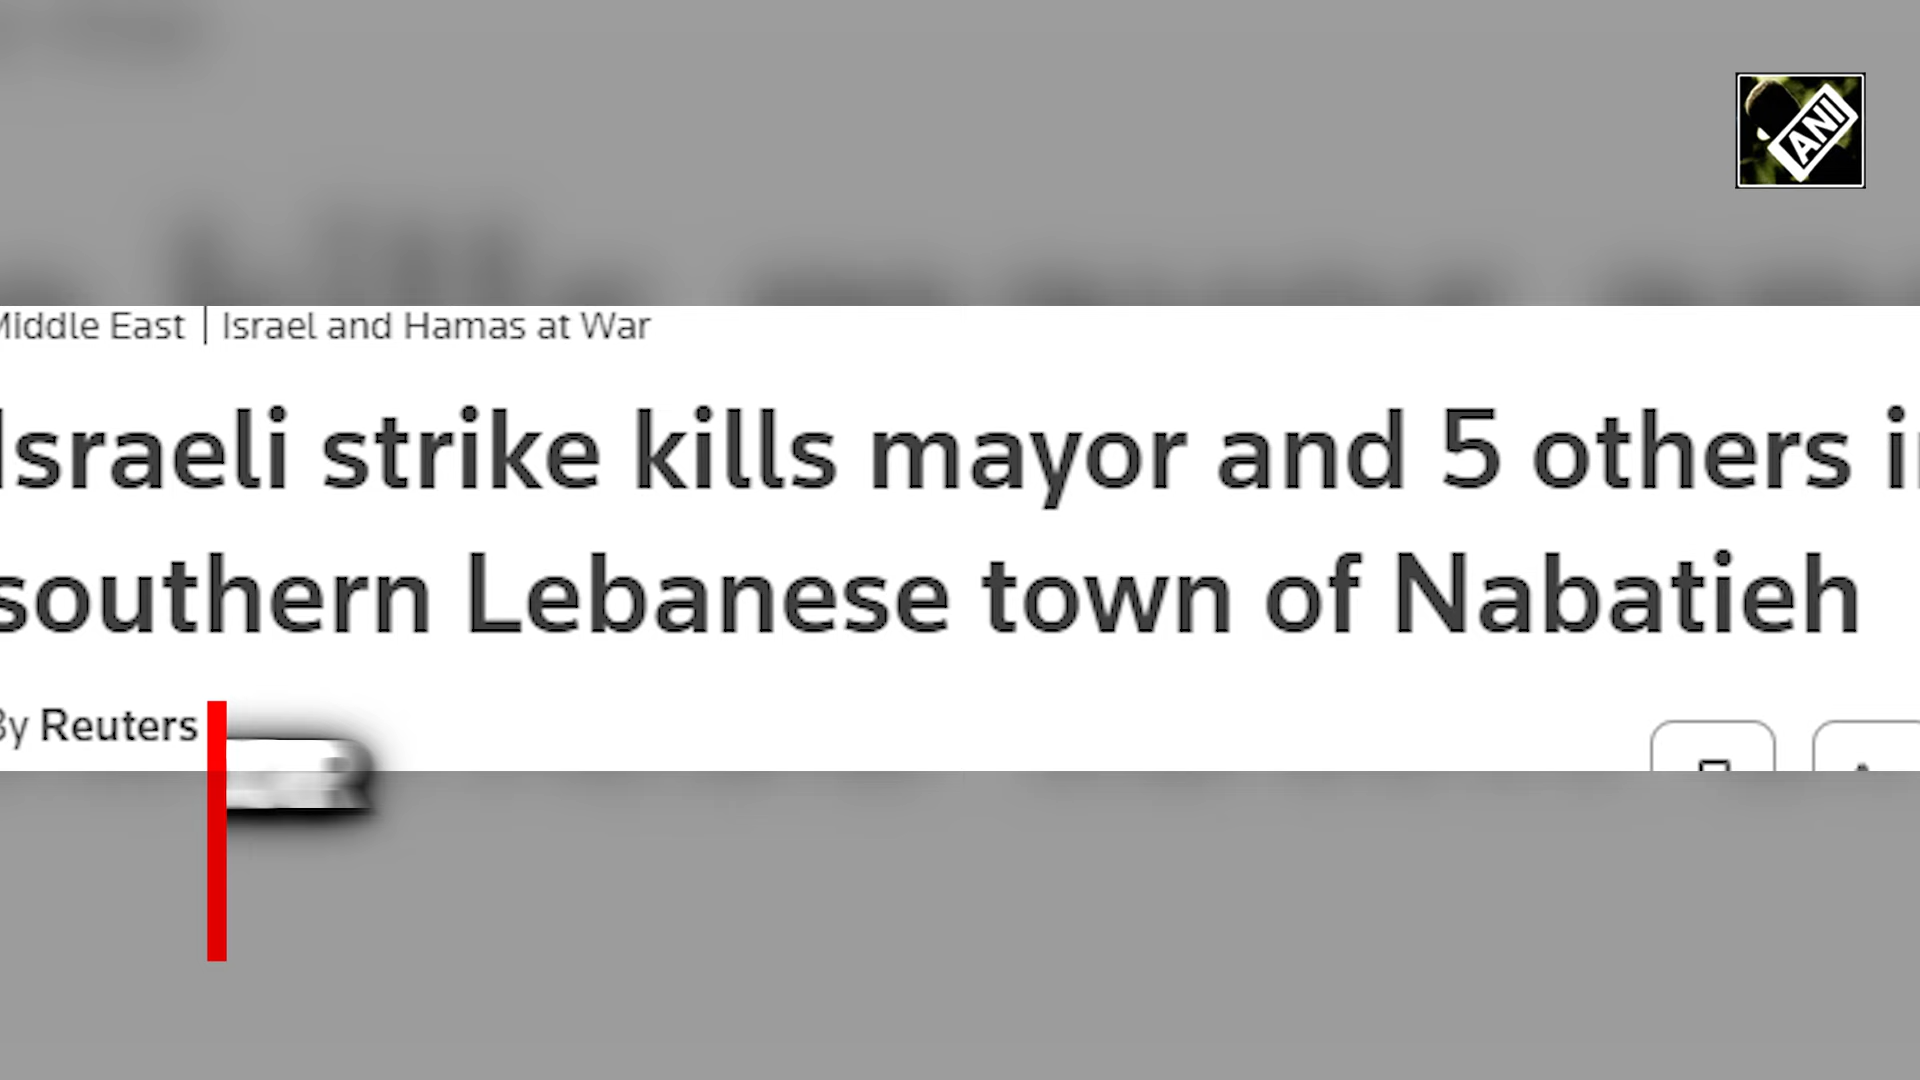 ANI
Middle East | Israel and Hamas at War
Israeli strike kills mayor and 5 others
southern Lebanese town of Nabatieh
By Reuters